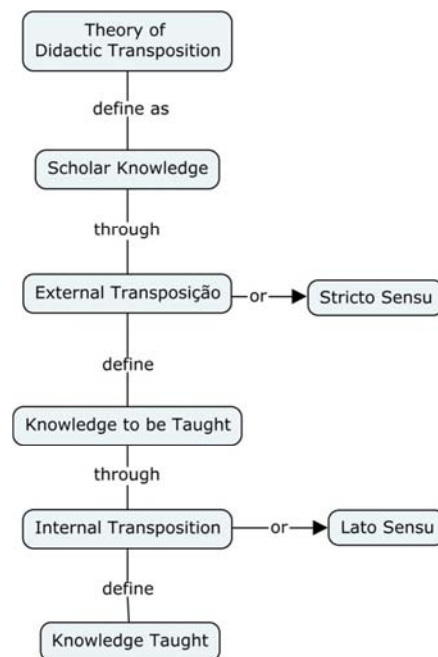 Theory of
Didactic Transposition
define as
Scholar Knowledge
through
External Transposição
or
Stricto Sensu
define
Knowledge to be Taught
through
Internal Transposition
or
Lato Sensu
define
Knowledge Taught